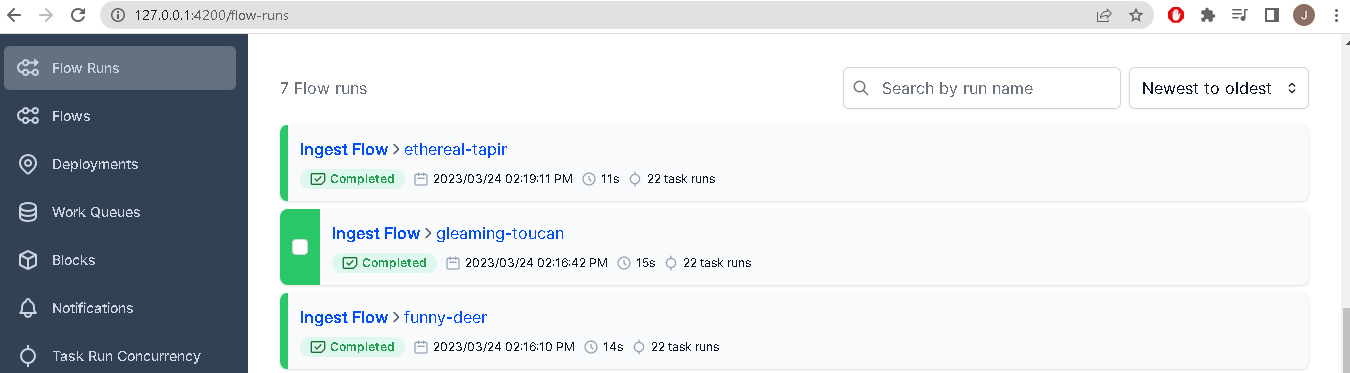 127.0.0.1:4200/flow-runs
J
Flow Runs
Flows
Deployments
Work Queues
Blocks
Notifications
Task Run Concurrency
7 Flow runs
Search by run name
Newest to oldest
Ingest Flow > ethereal-tapir
Completed 2023/03/24 02:19:11 PM 11s 22 task runs
Ingest Flow > gleaming-toucan
Completed 2023/03/24 02:16:42 PM 15s 22 task runs
Ingest Flow > funny-deer
Completed 2023/03/24 02:16:10 PM 14s 22 task runs